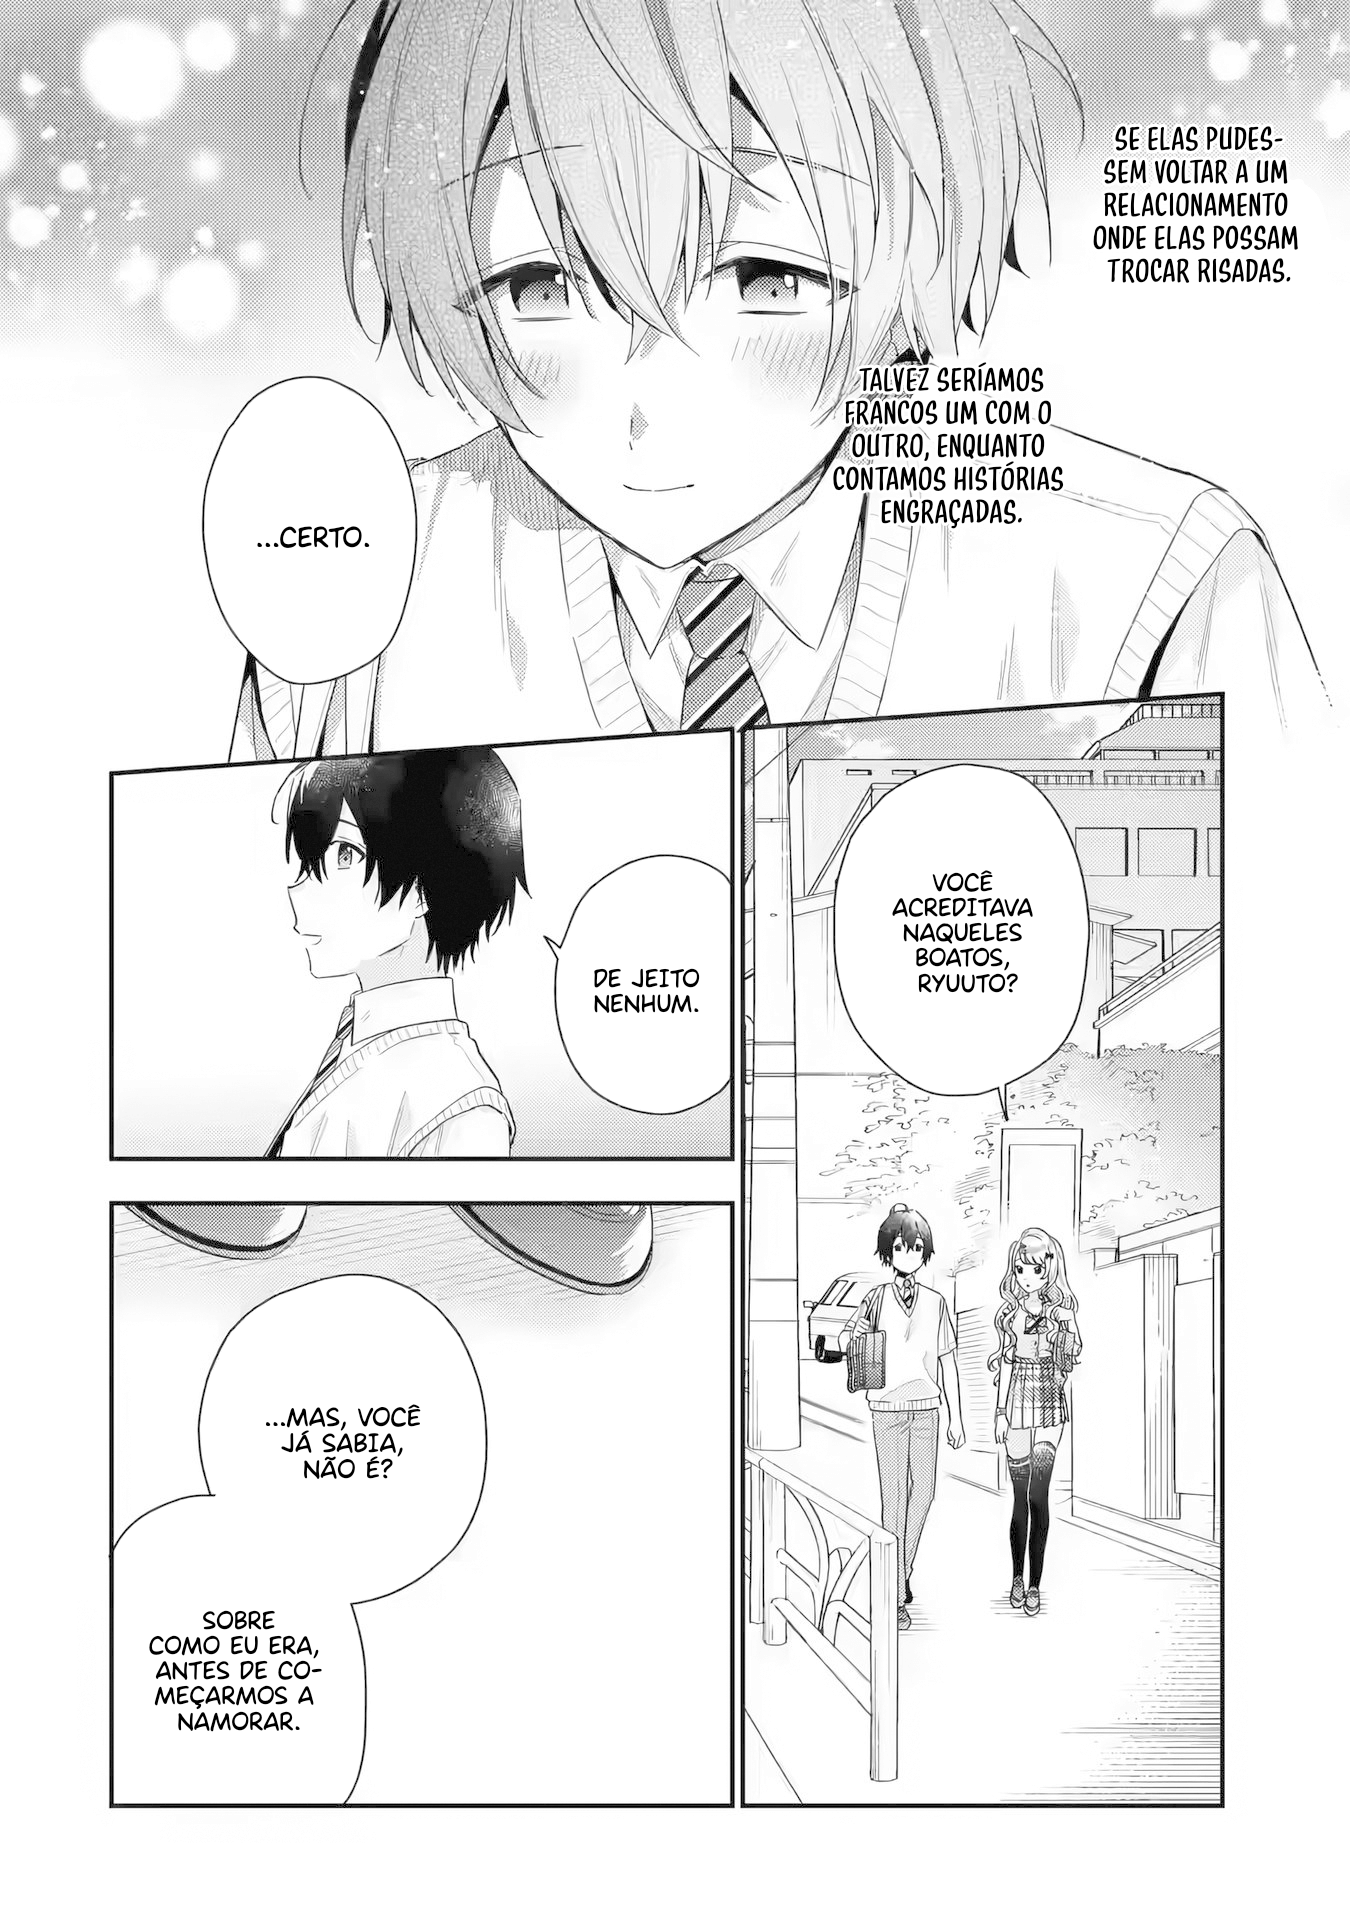 SE ELAS PUDES-
SEM VOLTAR A UM
RELACIONAMENTO
ONDE ELAS POSSAM
TROCAR RISADAS.
TALVEZ SERÍAMOS
FRANCOS UM COM O
OUTRO, ENQUANTO
CONTAMOS HISTÓRIAS
ENGRAÇADAS.
...CERTO.
VOCÊ
ACREDITAVA
NAQUELES
BOATOS,
RYUUTO?
DE JEITO
NENHUM.
...MAS, VOCÊ
JÁ SABIA,
NÃO É?
SOBRE
COMO EU ERA,
ANTES DE CO-
MEÇARMOS A
NAMORAR.